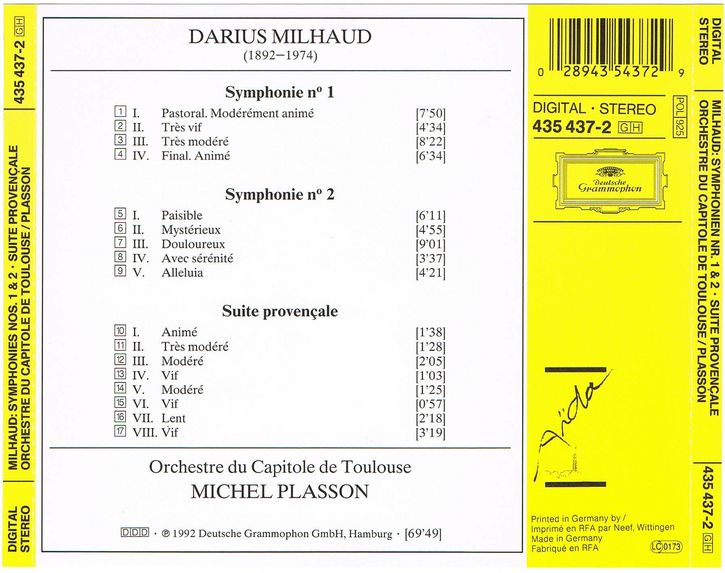 435 437-2 GH
MILHAUD: SYMPHONIES NOS. 1 & 2 · SUITE PROVENÇALE
ORCHESTRE DU CAPITOLE DE TOULOUSE / PLASSON
DIGITAL
STEREO
DARIUS MILHAUD
(1892–1974)
Symphonie nº 1
1 I. Pastoral. Modérément animé [7'50]
2 II. Très vif [4'34]
3 III. Très modéré [8'22]
4 IV. Final. Animé [6'34]
Symphonie nº 2
5 I. Paisible [6'11]
6 II. Mystérieux [4'55]
7 III. Douloureux [9'01]
8 IV. Avec sérénité [3'37]
9 V. Alleluia [4'21]
Suite provençale
10 I. Animé [1'38]
11 II. Très modéré [1'28]
12 III. Modéré [2'05]
13 IV. Vif [1'03]
14 V. Modéré [1'25]
15 VI. Vif [0'57]
16 VII. Lent [2'18]
17 VIII. Vif [3'19]
Orchestre du Capitole de Toulouse
MICHEL PLASSON
DDD · ℗ 1992 Deutsche Grammophon GmbH, Hamburg · [69'49]
0 28943 54372 9
DIGITAL · STEREO
435 437-2 GH
POL 925
Deutsche
Grammophon
Aïda
Printed in Germany by /
Imprimé en RFA par Neef, Wittingen
Made in Germany
Fabriqué en RFA
LC 0173
DIGITAL
STEREO
MILHAUD: SYMPHONIEN NR. 1 & 2 · SUITE PROVENÇALE
ORCHESTRE DU CAPITOLE DE TOULOUSE / PLASSON
435 437-2 GH